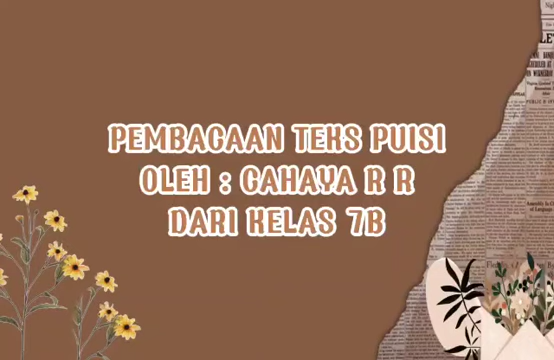 PEMBACAAN TEKS PUISI
OLEH : CAHAYA R R
DARI KELAS 7B